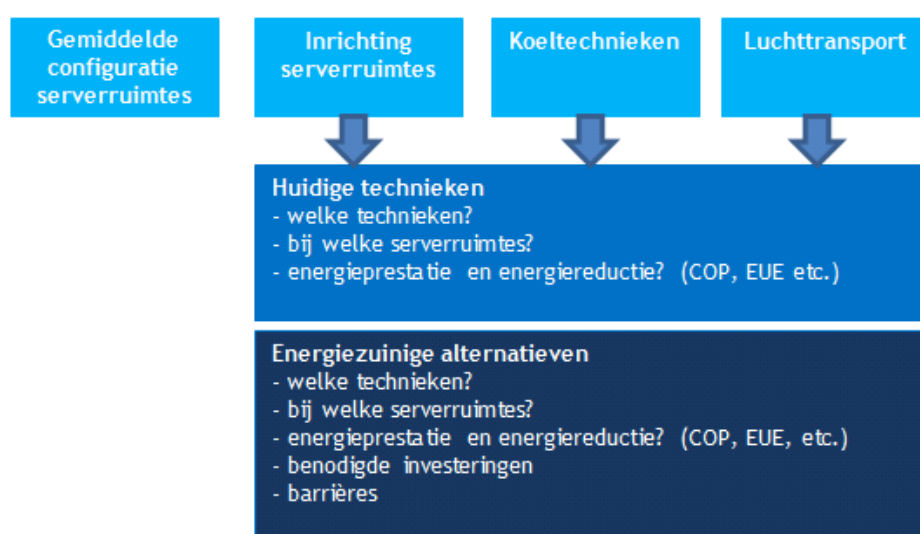 Gemiddelde
configuratie
serverruimtes
Inrichting
serverruimtes
Koeltechnieken
Luchttransport
Huidige technieken
- welke technieken?
- bij welke serverruimtes?
- energieprestatie en energiereductie? (COP, EUE etc.)
Energiezuinige alternatieven
- welke technieken?
- bij welke serverruimtes?
- energieprestatie en energiereductie? (COP, EUE, etc.)
- benodigde investeringen
- barrières